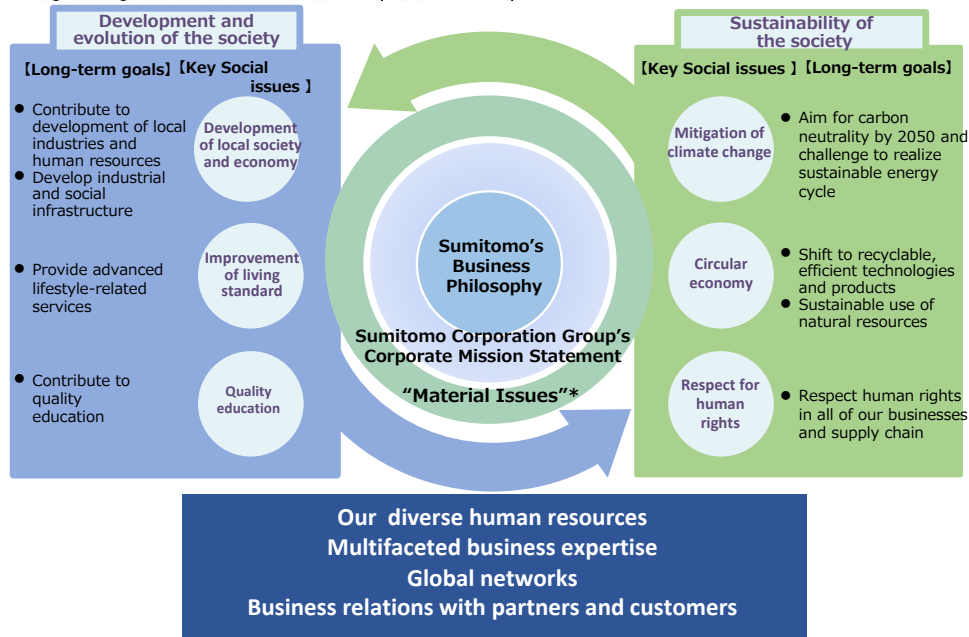 Development and
evolution of the society
【Long-term goals】【Key Social
issues 】
● Contribute to
development of local
industries and
human resources
● Develop industrial
and social
infrastructure
Development
of local society
and economy
● Provide advanced
lifestyle-related
services
Improvement
of living
standard
● Contribute to
quality
education
Quality
education
Sumitomo's
Business
Philosophy
Sumitomo Corporation Group's
Corporate Mission Statement
“Material Issues”*
Sustainability of
the society
【Key Social issues 】【Long-term goals】
Mitigation of
climate change
● Aim for carbon
neutrality by 2050 and
challenge to realize
sustainable energy
cycle
Circular
economy
● Shift to recyclable,
efficient technologies
and products
● Sustainable use of
natural resources
Respect for
human
rights
● Respect human rights
in all of our businesses
and supply chain
Our diverse human resources
Multifaceted business expertise
Global networks
Business relations with partners and customers